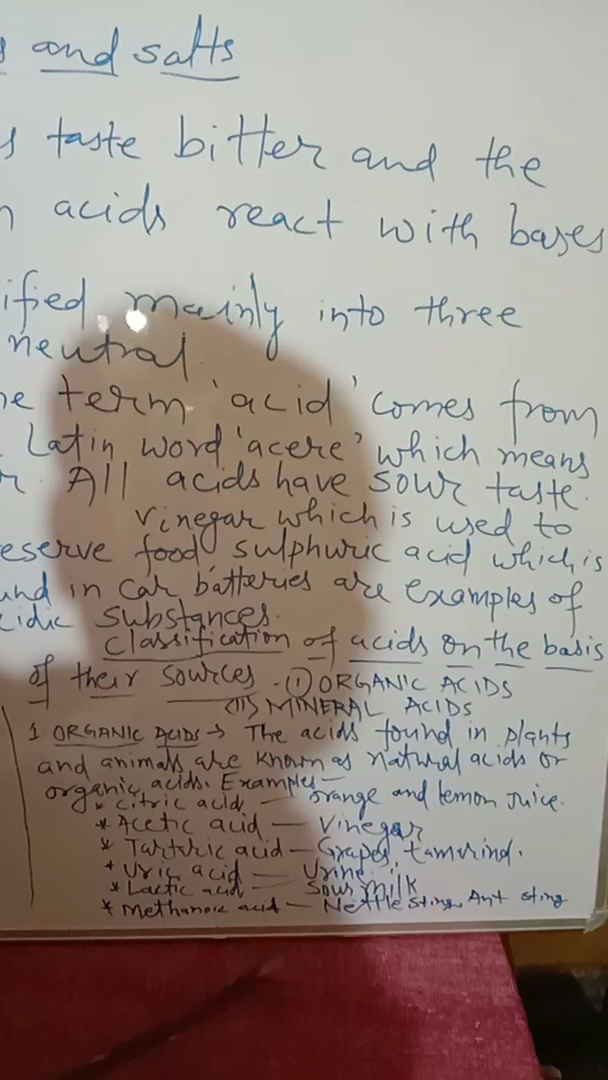 and salts
taste bitter and the
acids react with bases
ified mainly into three
neutral
term 'acid' comes from
Latin word 'acere' which means
All acids have sour taste.
Vinegar which is used to
eserve food, sulphuric acid which is
und in car batteries are examples of
cidic substances.
Classification of acids on the basis
of their sources - (I) ORGANIC ACIDS
(II) MINERAL ACIDS
1 ORGANIC ACIDS → The acids found in plants
and animals are known as natural acids or
organic acids. Examples—
* Citric acid — orange and lemon Juice.
* Acetic acid — Vinegar
* Tarteric acid — Grapes, tamarind.
* Uric acid — Urine
* Lactic acid — Sour milk
* Methanoic acid — Nettle sting, Ant sting